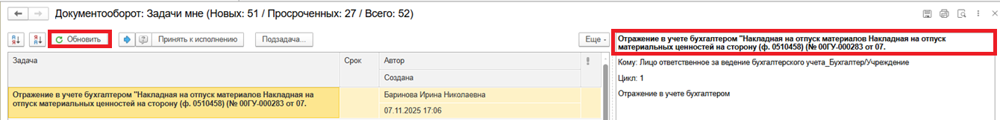 Документооборот: Задачи мне (Новых: 51 / Просроченных: 27 / Всего: 52)
Обновить
Принять к исполнению
Подзадача...
Еще
Задача
Срок
Автор
Создана
Отражение в учете бухгалтером "Накладная на отпуск материалов Накладная на
отпуск материальных ценностей на сторону (ф. 0510458) (№ 00ГУ-000283 от 07.
Баринова Ирина Николаевна
07.11.2025 17:06
Отражение в учете бухгалтером "Накладная на отпуск материалов Накладная на отпуск
материальных ценностей на сторону (ф. 0510458) (№ 00ГУ-000283 от 07.
Кому: Лицо ответственное за ведение бухгалтерского учета_Бухгалтер/Учреждение
Цикл: 1
Отражение в учете бухгалтером